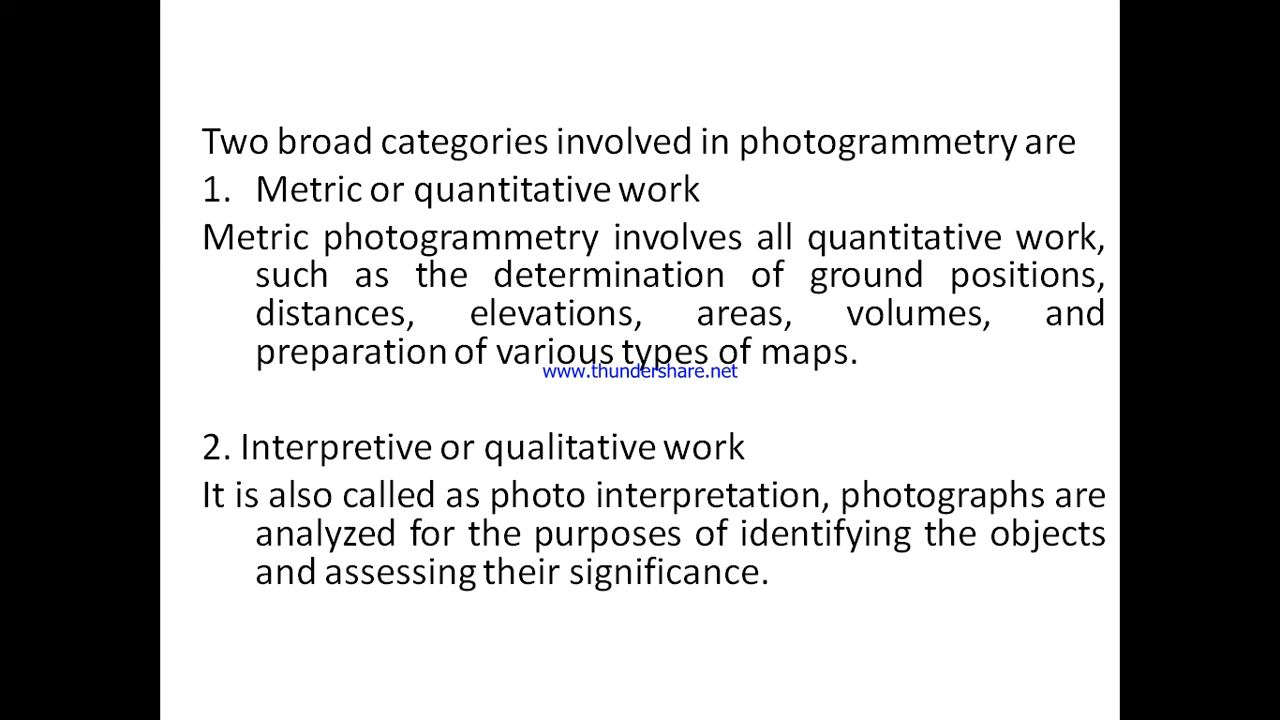 Two broad categories involved in photogrammetry are
1. Metric or quantitative work
Metric photogrammetry involves all quantitative work,
such as the determination of ground positions,
distances, elevations, areas, volumes, and
preparation of various types of maps.
www.thundershare.net
2. Interpretive or qualitative work
It is also called as photo interpretation, photographs are
analyzed for the purposes of identifying the objects
and assessing their significance.